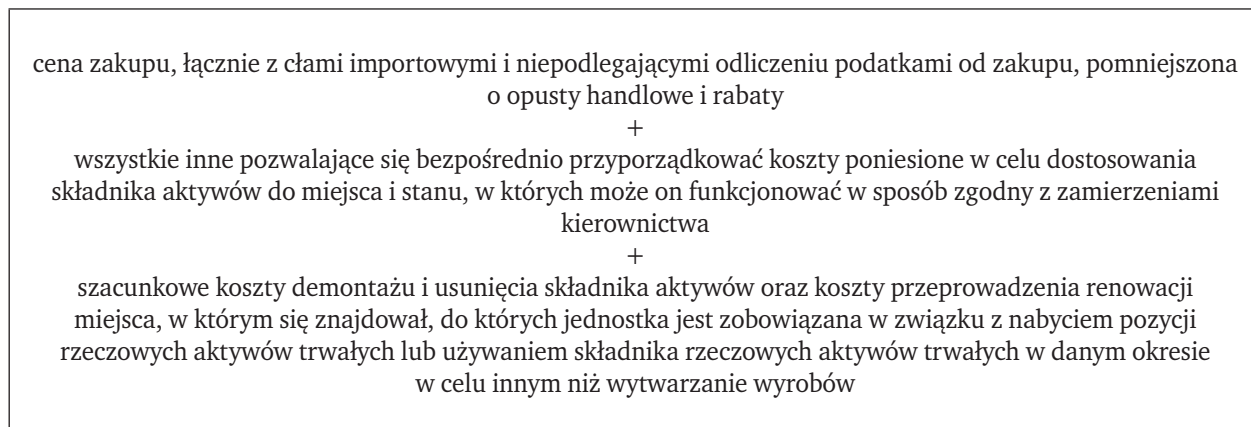 cena zakupu, łącznie z cłami importowymi i niepodlegającymi odliczeniu podatkami od zakupu, pomniejszona
o opusty handlowe i rabaty
+
wszystkie inne pozwalające się bezpośrednio przyporządkować koszty poniesione w celu dostosowania
składnika aktywów do miejsca i stanu, w których może on funkcjonować w sposób zgodny z zamierzeniami
kierownictwa
+
szacunkowe koszty demontażu i usunięcia składnika aktywów oraz koszty przeprowadzenia renowacji
miejsca, w którym się znajdował, do których jednostka jest zobowiązana w związku z nabyciem pozycji
rzeczowych aktywów trwałych lub używaniem składnika rzeczowych aktywów trwałych w danym okresie
w celu innym niż wytwarzanie wyrobów